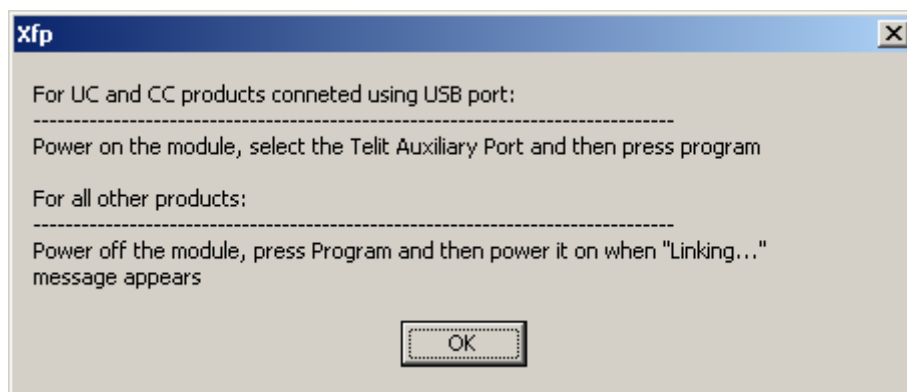 Xfp
For UC and CC products conneted using USB port:
--------------------------------------------------------------------------------
Power on the module, select the Telit Auxiliary Port and then press program
For all other products:
--------------------------------------------------------------------------------
Power off the module, press Program and then power it on when "Linking..."
message appears
OK